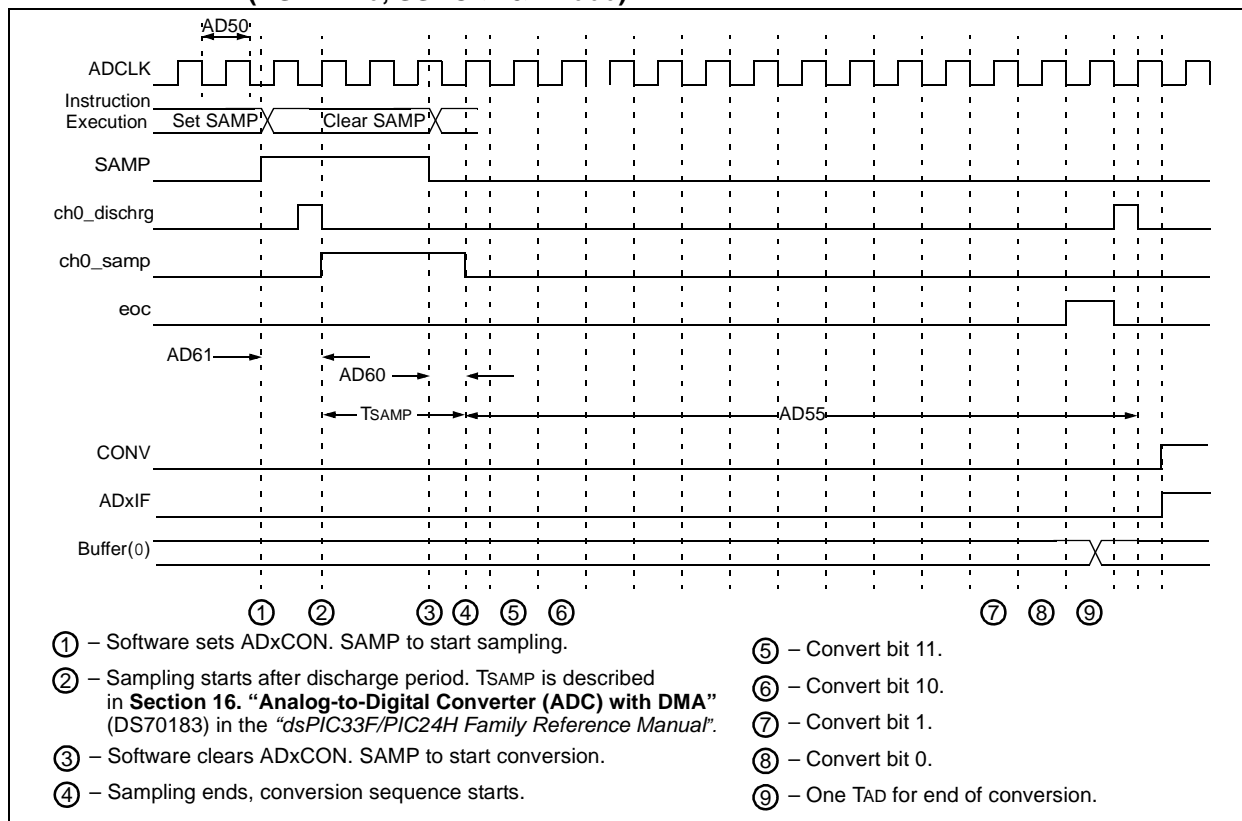 AD50
ADCLK
Instruction
Execution
Set SAMP
Clear SAMP
SAMP
ch0_dischrg
ch0_samp
eoc
AD61
AD60
TSAMP
AD55
CONV
ADxIF
Buffer(0)
1 2 3 4 5 6 7 8 9
1 – Software sets ADxCON. SAMP to start sampling.
2 – Sampling starts after discharge period. TSAMP is described
in Section 16. “Analog-to-Digital Converter (ADC) with DMA”
(DS70183) in the “dsPIC33F/PIC24H Family Reference Manual”.
3 – Software clears ADxCON. SAMP to start conversion.
4 – Sampling ends, conversion sequence starts.
5 – Convert bit 11.
6 – Convert bit 10.
7 – Convert bit 1.
8 – Convert bit 0.
9 – One TAD for end of conversion.